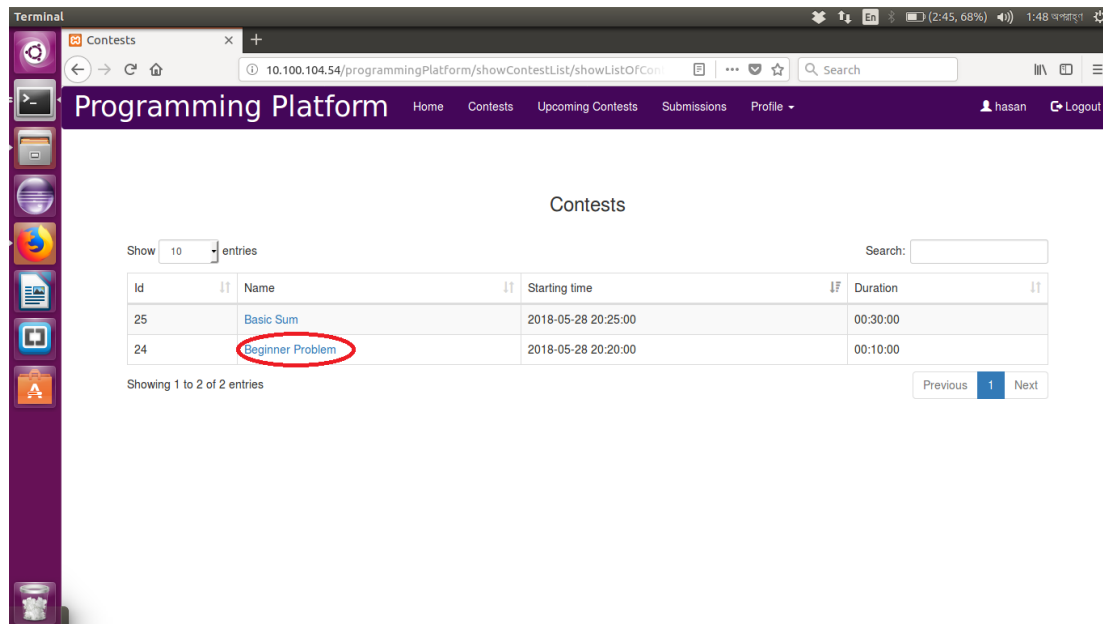 Terminal
En (2:45, 68%) 1:48 অপরাহ্ণ
Contests × +
10.100.104.54/programmingPlatform/showContestList/showListOfCon
Search
Programming Platform Home Contests Upcoming Contests Submissions Profile hasan Logout
Contests
Show 10 entries Search:
Id Name Starting time Duration
25 Basic Sum 2018-05-28 20:25:00 00:30:00
24 Beginner Problem 2018-05-28 20:20:00 00:10:00
Showing 1 to 2 of 2 entries Previous 1 Next